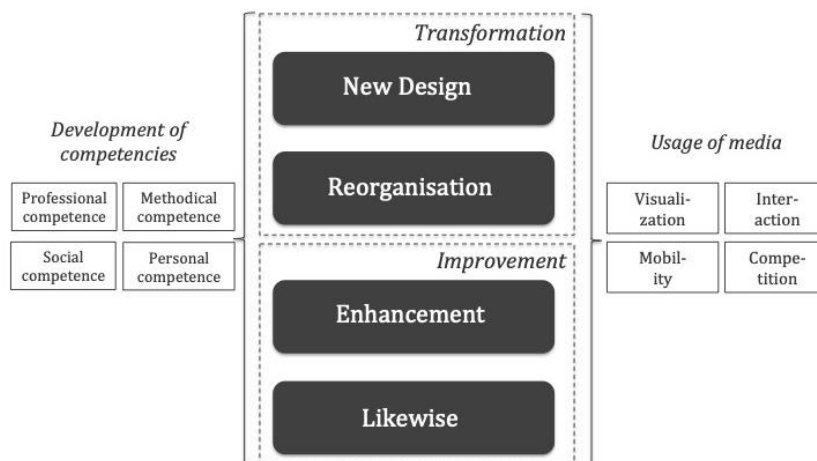 Transformation
New Design
Reorganisation
Development of
competencies
Professional
competence
Methodical
competence
Social
competence
Personal
competence
Usage of media
Visuali-
zation
Inter-
action
Mobil-
ity
Compe-
tition
Improvement
Enhancement
Likewise